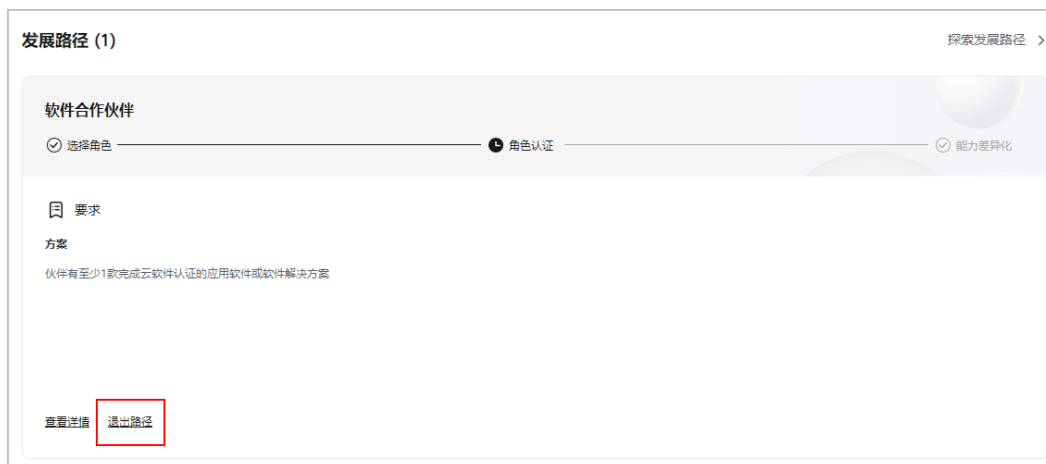 发展路径 (1)
探索发展路径
软件合作伙伴
选择角色
角色认证
能力差异化
要求
方案
伙伴有至少1款完成云软件认证的应用软件或软件解决方案
查看详情 退出路径